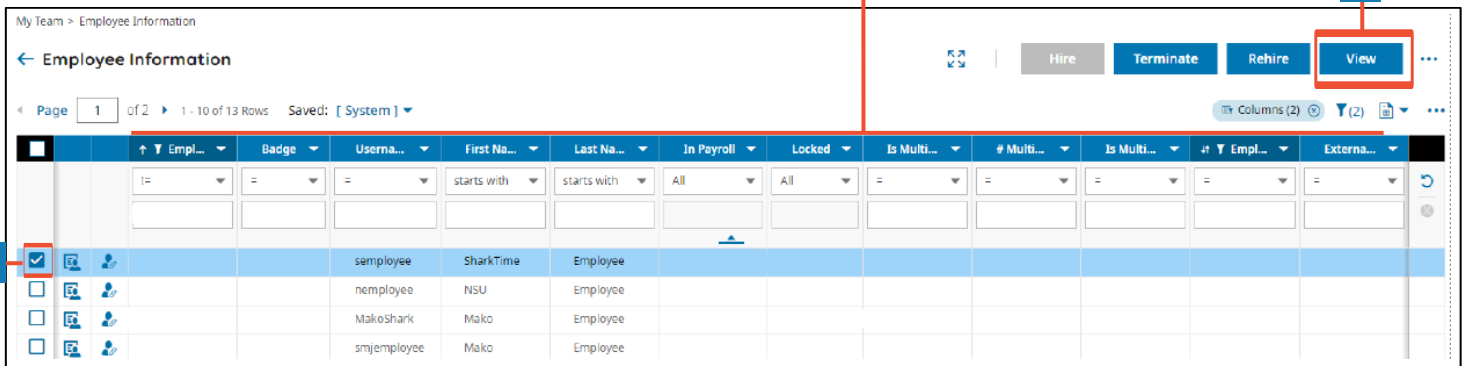 My Team > Employee Information
← Employee Information Hire Terminate Rehire View ...
Page 1 of 2 1 - 10 of 13 Rows Saved: [ System ] Columns (2) (2) ...
↑ Empl... Badge Userna... First Na... Last Na... In Payroll Locked Is Multi... # Multi... Is Multi... Empl... Externa...
!= = = starts with starts with All All = = = = =
semployee SharkTime Employee
nemployee NSU Employee
MakoShark Mako Employee
smjemployee Mako Employee